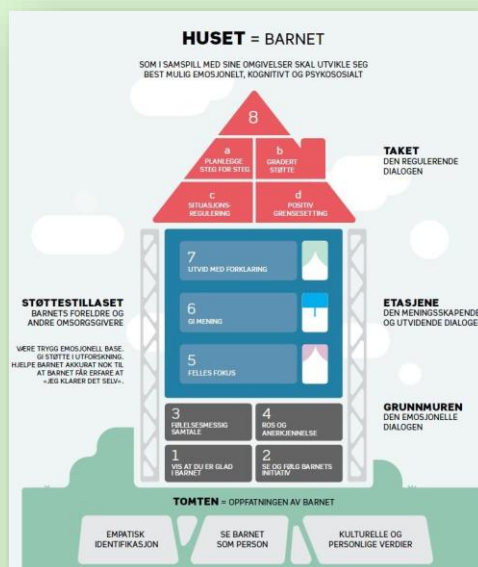 HUSET = BARNET
SOM I SAMSPILL MED SINE OMGIVELSER SKAL UTVIKLE SEG
BEST MULIG EMOSJONELT, KOGNITIVT OG PSYKOSOSIALT
8
a
PLANLEGGE
STEG FOR STEG
b
GRADERT
STØTTE
c
SITUASJONS-
REGULERING
d
POSITIV
GRENSESETTING
TAKET
DEN REGULERENDE
DIALOGEN
7
UTVID MED FORKLARING
6
GI MENING
5
FELLES FOKUS
STØTTESTILLASET
BARNETS FORELDRE OG
ANDRE OMSORGSGIVERE
VÆRE TRYGG EMOSJONELL BASE.
GI STØTTE I UTFORSKNING.
HJELPE BARNET AKKURAT NOK TIL
AT BARNET FÅR ERFARE AT
«JEG KLARER DET SELV».
ETASJENE
DEN MENINGSSKAPENDE
OG UTVIDENDE DIALOGE
3
FØLELSESMESSIG
SAMTALE
4
ROS OG
ANERKJENNELSE
1
VIS AT DU ER GLAD
I BARNET
2
SE OG FØLG BARNETS
INITIATIV
GRUNNMUREN
DEN EMOSJONELLE
DIALOGEN
TOMTEN = OPPFATNINGEN AV BARNET
EMPATISK
IDENTIFIKASJON
SE BARNET
SOM PERSON
KULTURELLE OG
PERSONLIGE VERDIER